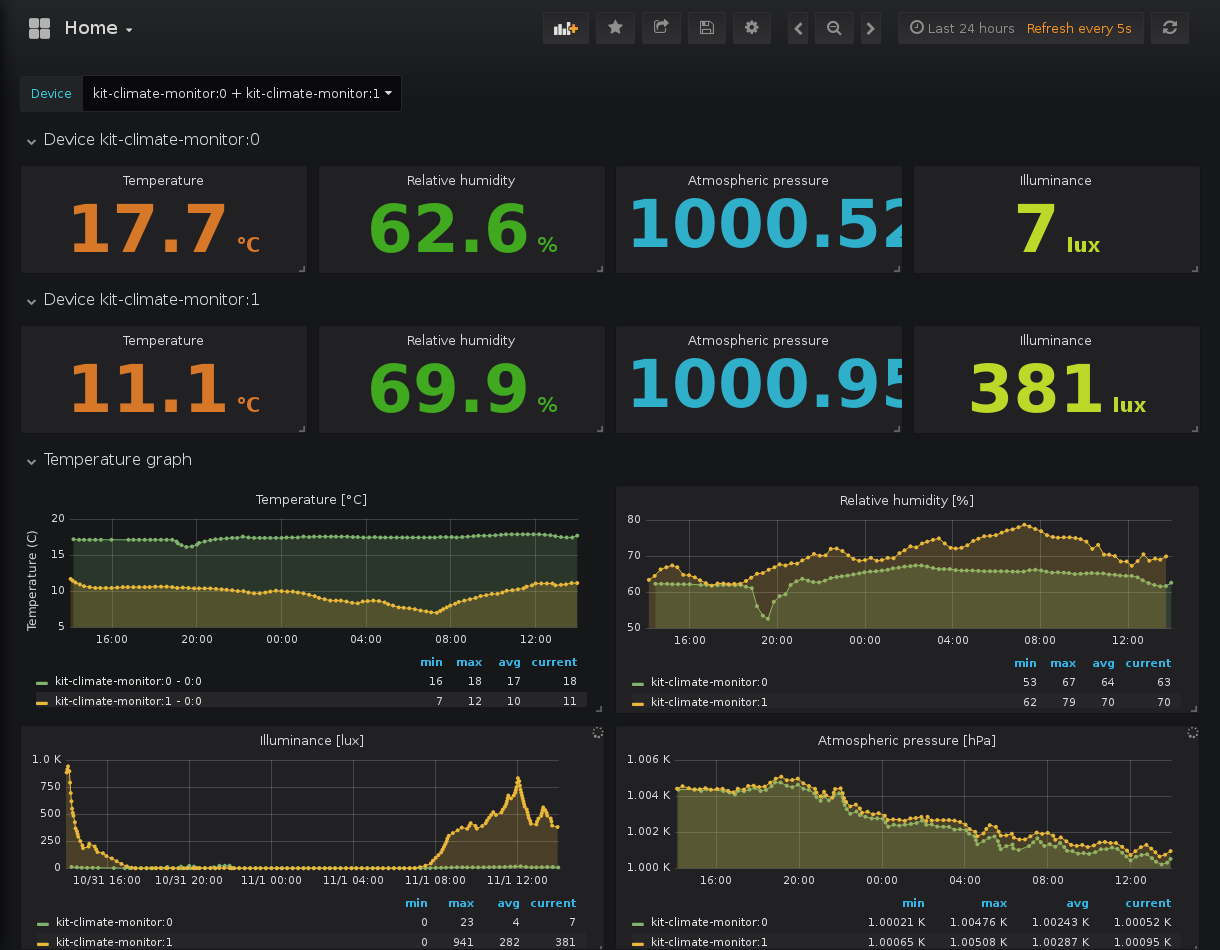 Home
Last 24 hours Refresh every 5s
Device kit-climate-monitor:0 + kit-climate-monitor:1
Device kit-climate-monitor:0
Temperature Relative humidity Atmospheric pressure Illuminance
17.7 °C 62.6 % 1000.52 7 lux
Device kit-climate-monitor:1
Temperature Relative humidity Atmospheric pressure Illuminance
11.1 °C 69.9 % 1000.95 381 lux
Temperature graph
Temperature [°C]
Temperature (C)
20
15
10
5
16:00 20:00 00:00 04:00 08:00 12:00
min max avg current
kit-climate-monitor:0 - 0:0 16 18 17 18
kit-climate-monitor:1 - 0:0 7 12 10 11
Relative humidity [%]
80
70
60
50
16:00 20:00 00:00 04:00 08:00 12:00
min max avg current
kit-climate-monitor:0 53 67 64 63
kit-climate-monitor:1 62 79 70 70
Illuminance [lux]
1.0 K
750
500
250
0
10/31 16:00 10/31 20:00 11/1 00:00 11/1 04:00 11/1 08:00 11/1 12:00
min max avg current
kit-climate-monitor:0 0 23 4 7
kit-climate-monitor:1 0 941 282 381
Atmospheric pressure [hPa]
1.006 K
1.004 K
1.002 K
1.000 K
16:00 20:00 00:00 04:00 08:00 12:00
min max avg current
kit-climate-monitor:0 1.00021 K 1.00476 K 1.00243 K 1.00052 K
kit-climate-monitor:1 1.00065 K 1.00508 K 1.00287 K 1.00095 K